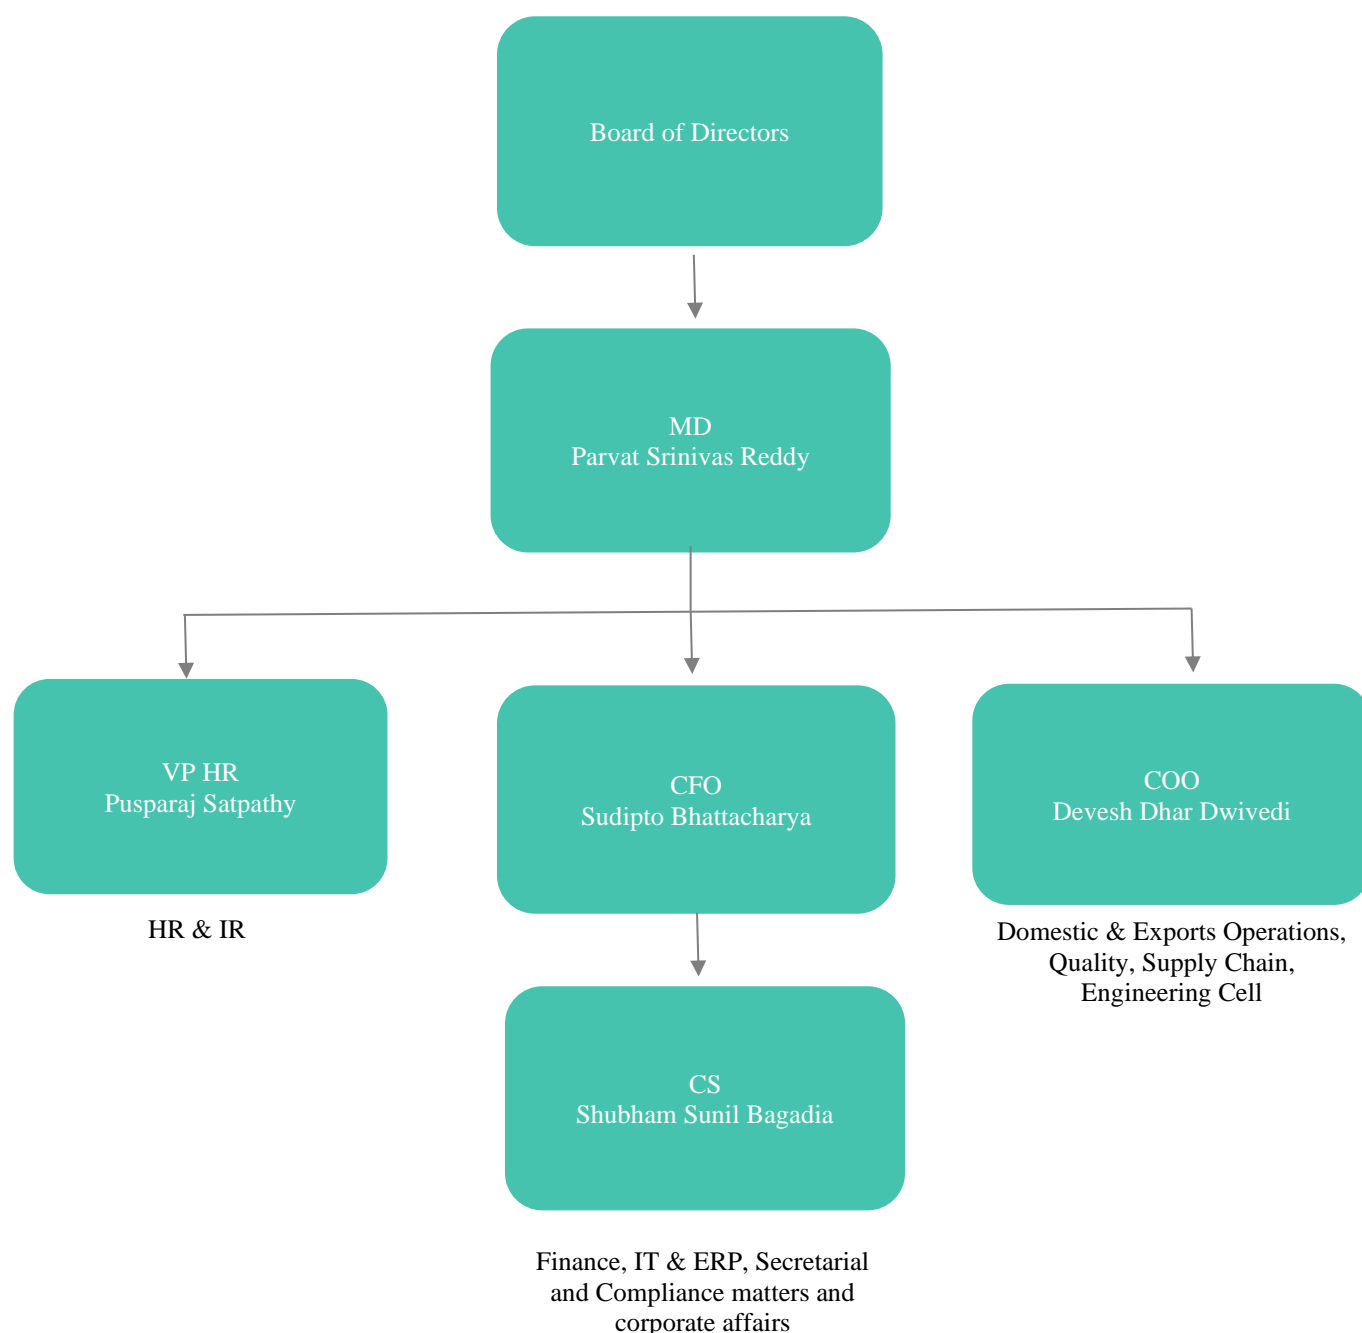 Board of Directors
MD
Parvat Srinivas Reddy
VP HR
Pusparaj Satpathy
CFO
Sudipto Bhattacharya
COO
Devesh Dhar Dwivedi
HR & IR
Domestic & Exports Operations,
Quality, Supply Chain,
Engineering Cell
CS
Shubham Sunil Bagadia
Finance, IT & ERP, Secretarial
and Compliance matters and
corporate affairs